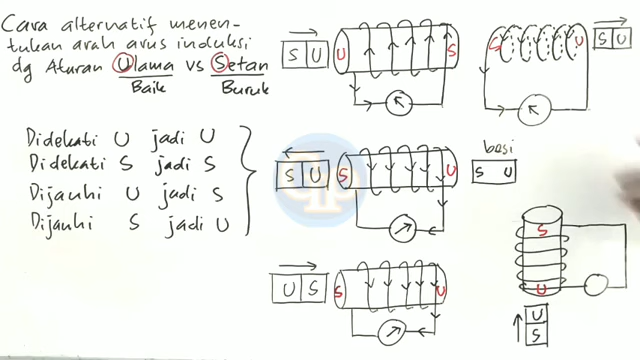 Cara alternatif menen-
tukan arah arus induksi
dg Aturan Ulama vs Setan
Baik Buruk
Didekati U jadi U
Didekati S jadi S
Dijauhi U jadi S
Dijauhi S jadi U
S U U S
S U S U
S U S U
besi
S U
U S S U
S
U
U
S